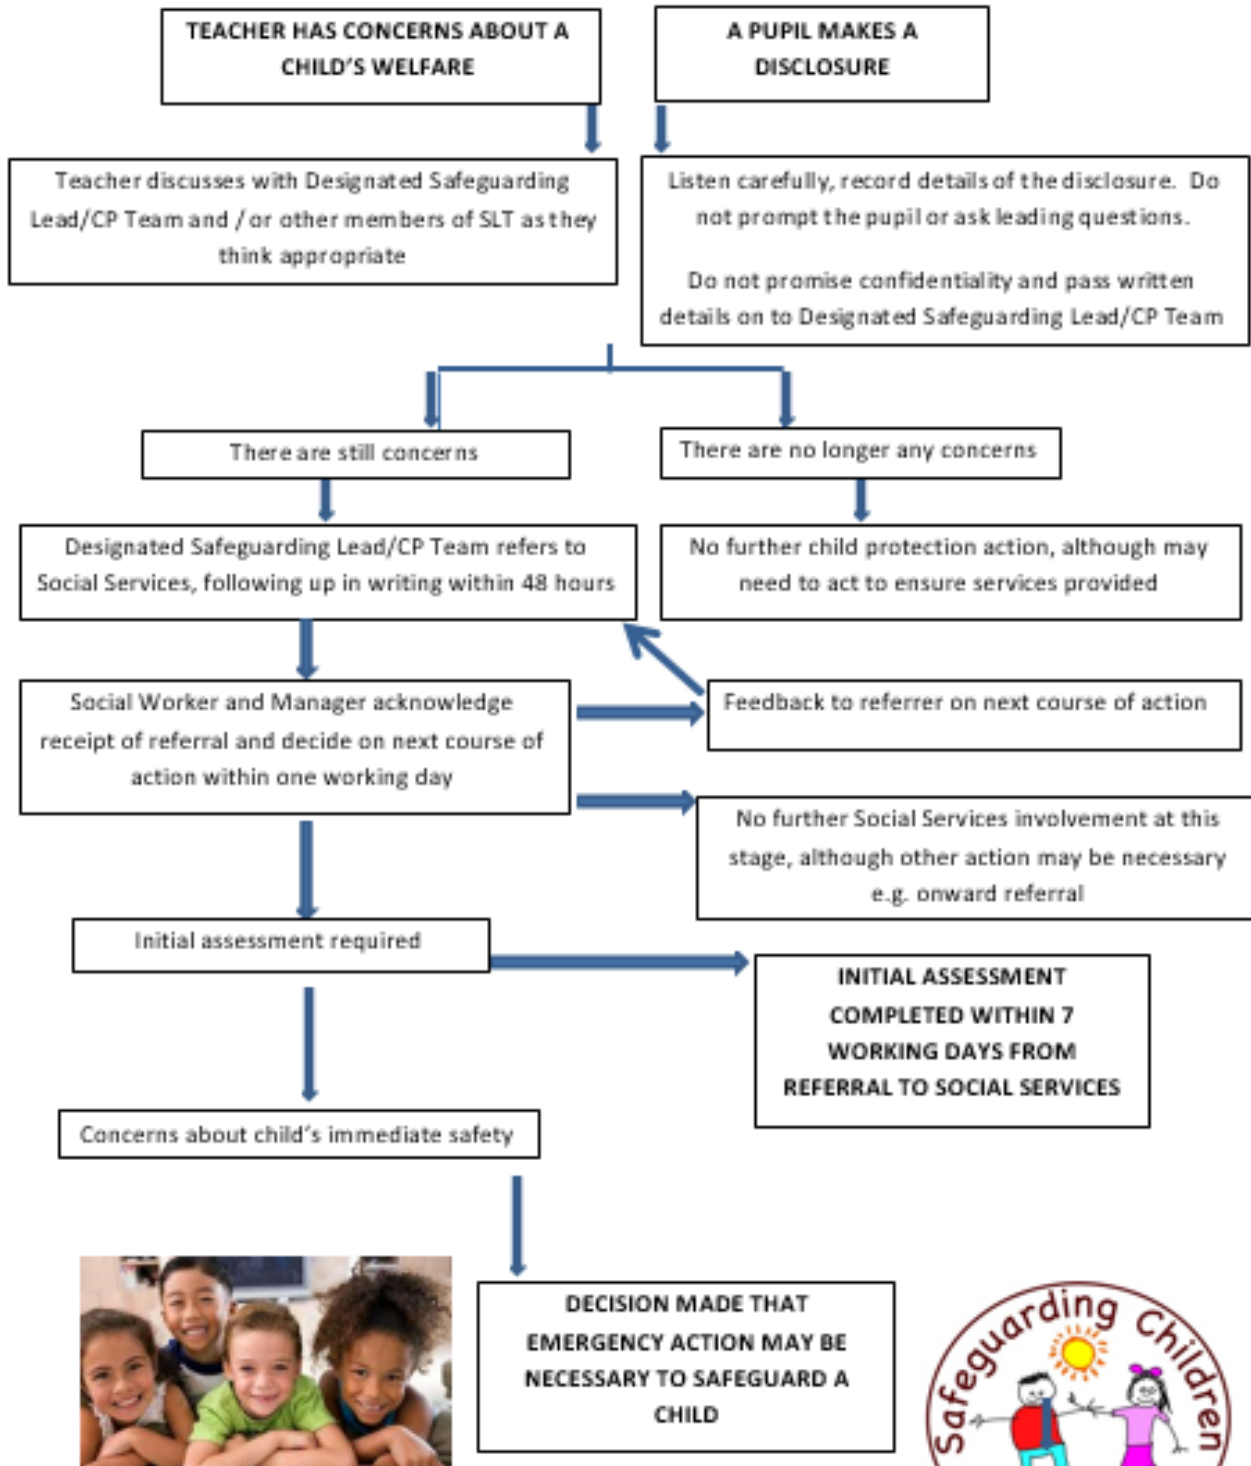 TEACHER HAS CONCERNS ABOUT A
CHILD'S WELFARE
A PUPIL MAKES A
DISCLOSURE
Teacher discusses with Designated Safeguarding
Lead/CP Team and / or other members of SLT as they
think appropriate
Listen carefully, record details of the disclosure. Do
not prompt the pupil or ask leading questions.
Do not promise confidentiality and pass written
details on to Designated Safeguarding Lead/CP Team
There are still concerns
There are no longer any concerns
Designated Safeguarding Lead/CP Team refers to
Social Services, following up in writing within 48 hours
No further child protection action, although may
need to act to ensure services provided
Social Worker and Manager acknowledge
receipt of referral and decide on next course of
action within one working day
Feedback to referrer on next course of action
No further Social Services involvement at this
stage, although other action may be necessary
e.g. onward referral
Initial assessment required
INITIAL ASSESSMENT
COMPLETED WITHIN 7
WORKING DAYS FROM
REFERRAL TO SOCIAL SERVICES
Concerns about child's immediate safety
DECISION MADE THAT
EMERGENCY ACTION MAY BE
NECESSARY TO SAFEGUARD A
CHILD
Safeguarding Children